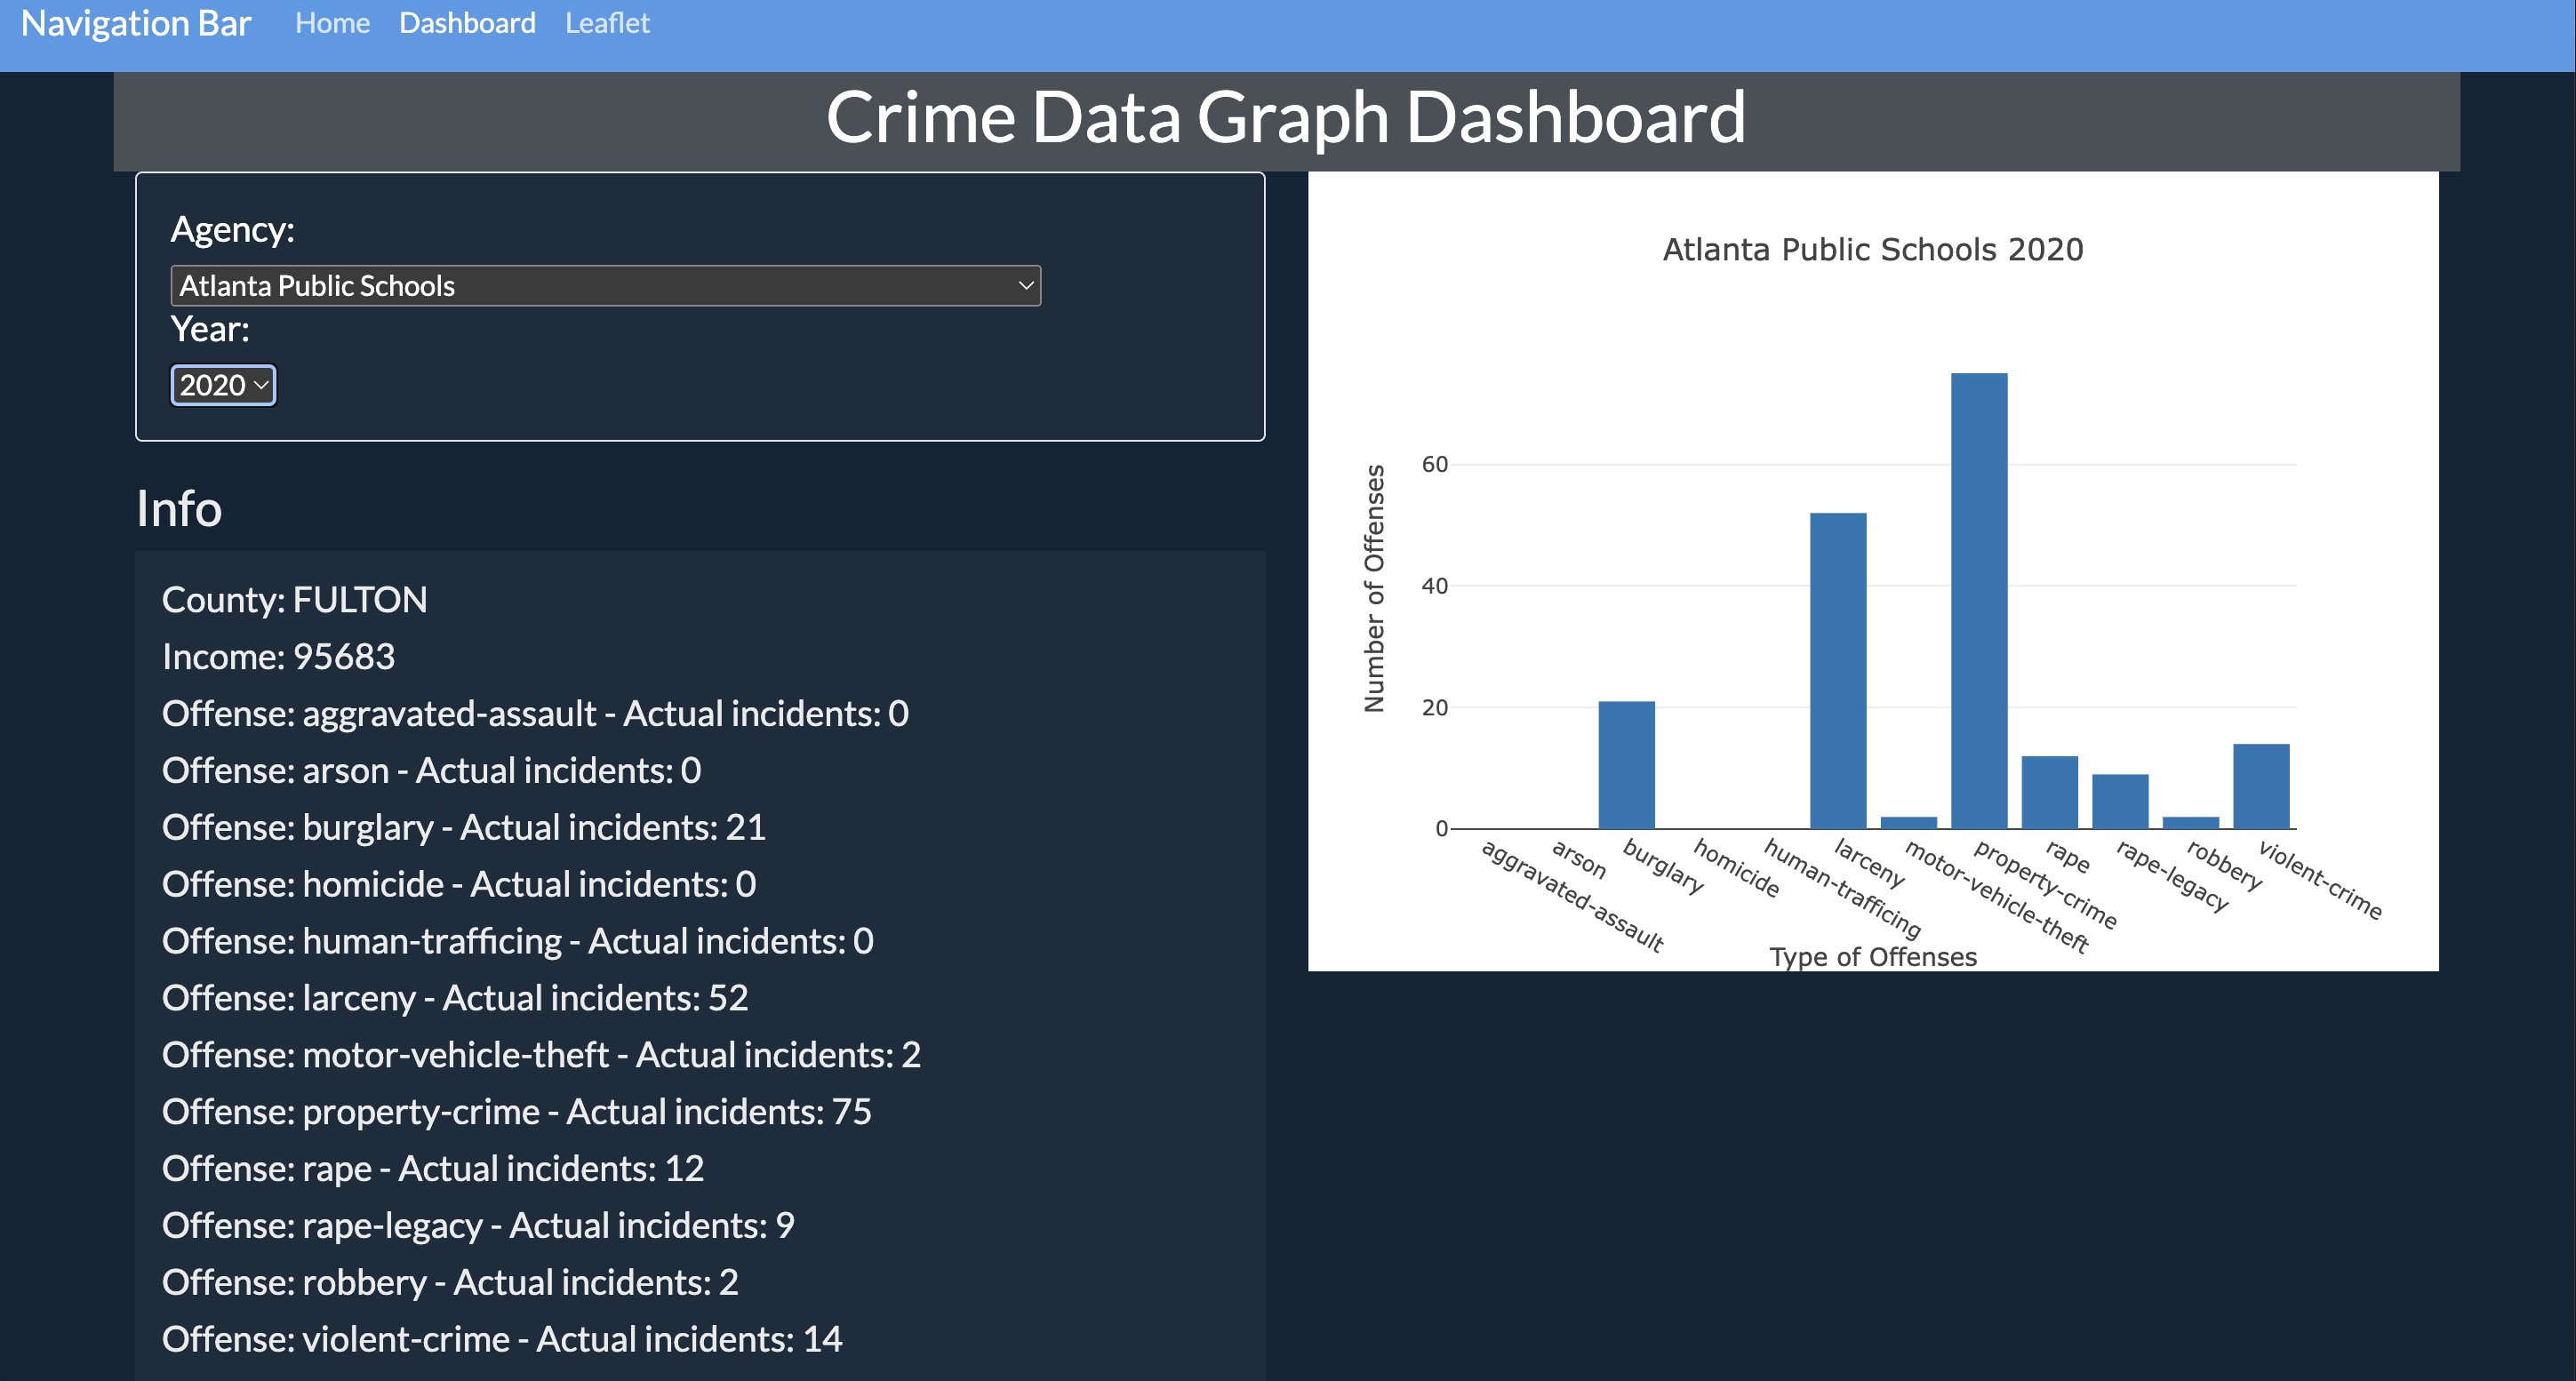 Navigation Bar Home Dashboard Leaflet
Crime Data Graph Dashboard
Agency:
Atlanta Public Schools
Year:
2020
Info
County: FULTON
Income: 95683
Offense: aggravated-assault - Actual incidents: 0
Offense: arson - Actual incidents: 0
Offense: burglary - Actual incidents: 21
Offense: homicide - Actual incidents: 0
Offense: human-trafficing - Actual incidents: 0
Offense: larceny - Actual incidents: 52
Offense: motor-vehicle-theft - Actual incidents: 2
Offense: property-crime - Actual incidents: 75
Offense: rape - Actual incidents: 12
Offense: rape-legacy - Actual incidents: 9
Offense: robbery - Actual incidents: 2
Offense: violent-crime - Actual incidents: 14
Atlanta Public Schools 2020
Number of Offenses
60
40
20
0
aggravated-assault
arson
burglary
homicide
human-trafficing
larceny
motor-vehicle-theft
property-crime
rape
rape-legacy
robbery
violent-crime
Type of Offenses